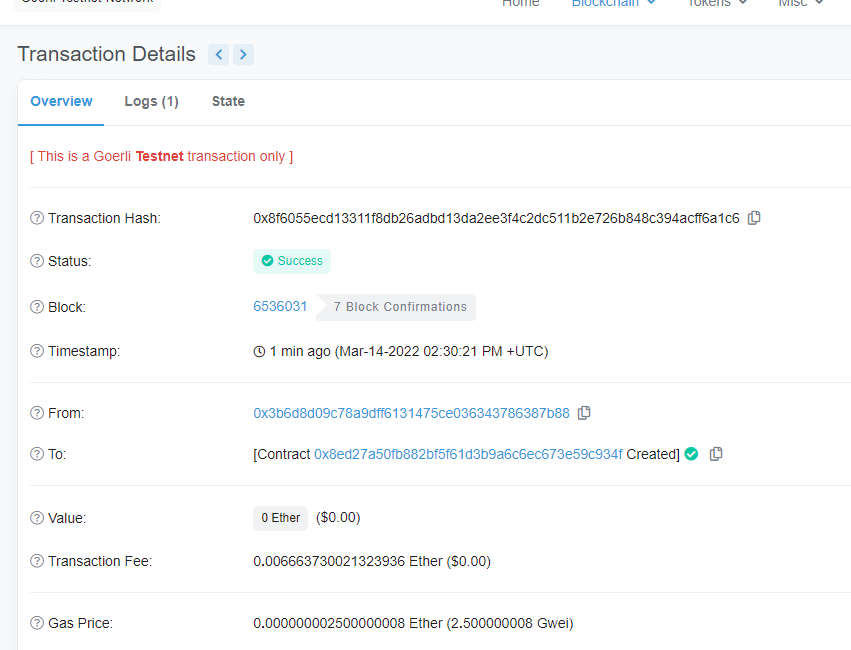 Goerli Testnet Network
Home Blockchain Tokens Misc
Transaction Details
Overview Logs (1) State
[ This is a Goerli Testnet transaction only ]
Transaction Hash: 0x8f6055ecd13311f8db26adbd13da2ee3f4c2dc511b2e726b848c394acff6a1c6
Status: Success
Block: 6536031 7 Block Confirmations
Timestamp: 1 min ago (Mar-14-2022 02:30:21 PM +UTC)
From: 0x3b6d8d09c78a9dff6131475ce036343786387b88
To: [Contract 0x8ed27a50fb882bf5f61d3b9a6c6ec673e59c934f Created]
Value: 0 Ether ($0.00)
Transaction Fee: 0.006663730021323936 Ether ($0.00)
Gas Price: 0.000000002500000008 Ether (2.500000008 Gwei)